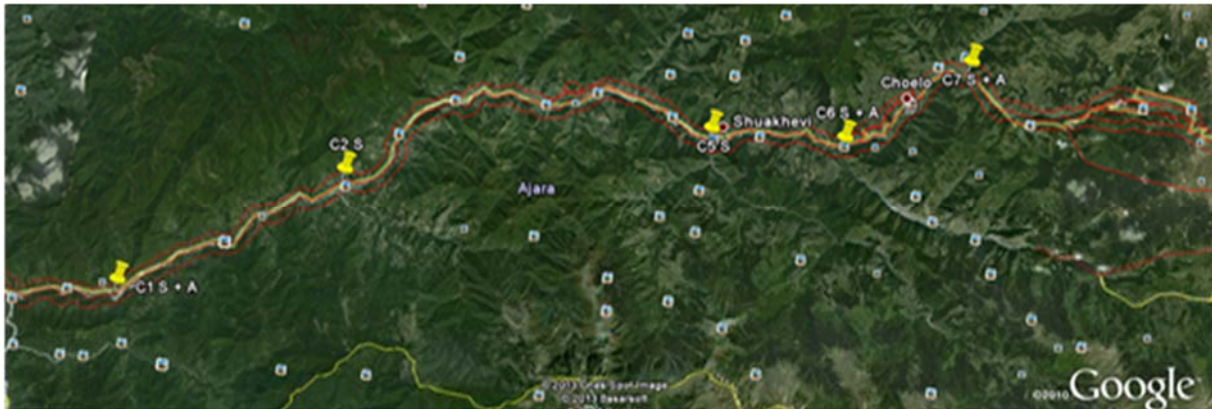 C7 S + A
Choelo
C6 S + A
Shuakhevi
C5 S
C2 S
Ajara
C1 S + A
© 2013 Cnes/Spot Image
© 2013 Basarsoft
©2010 Google